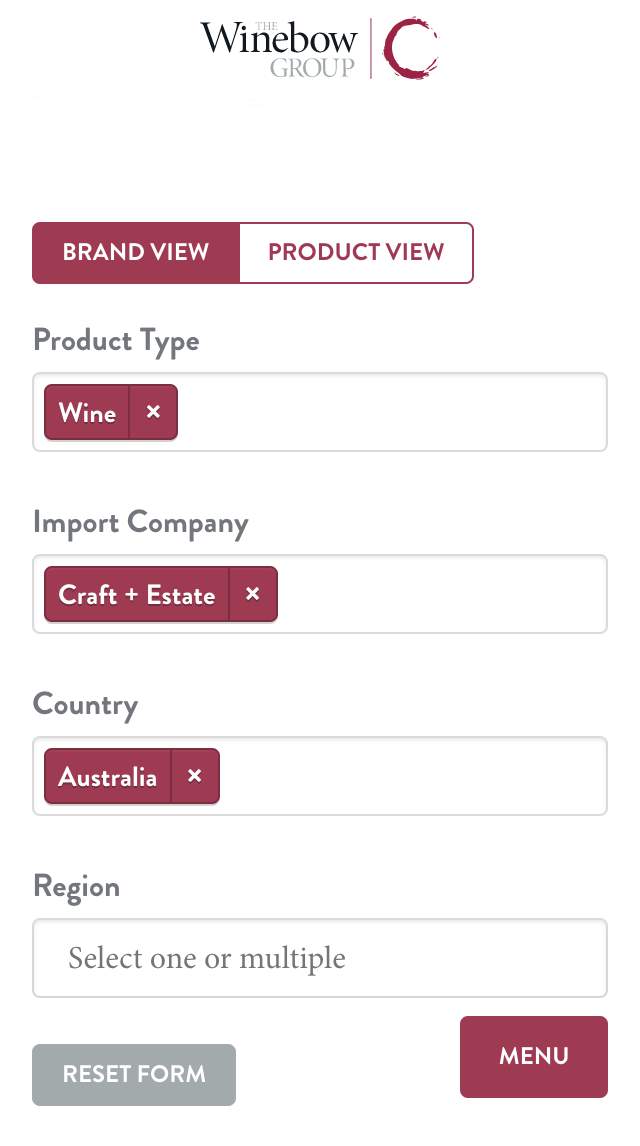 THE
Winebow
GROUP
BRAND VIEW PRODUCT VIEW
Product Type
Wine ×
Import Company
Craft + Estate ×
Country
Australia ×
Region
Select one or multiple
MENU
RESET FORM